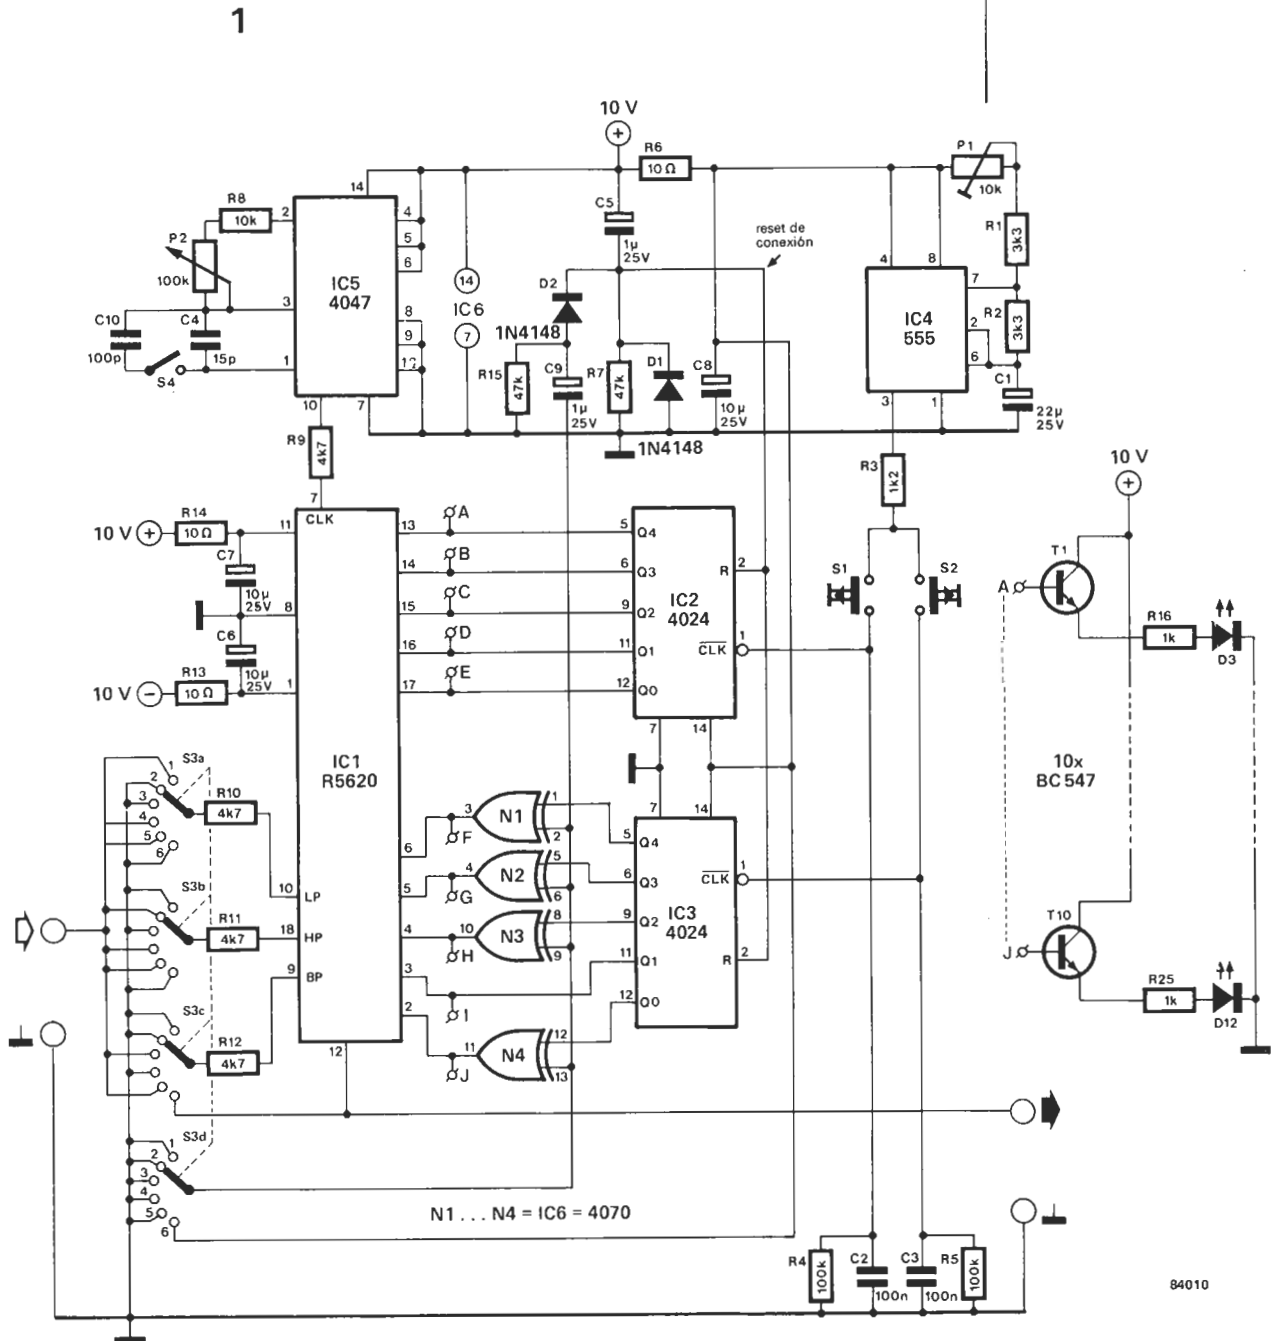 1
10 V
+
R6
10 Ω
P1
10k
R8
10k
P2
100k
C10
100p
C4
15p
S4
14
2
3
1
4
5
6
8
9
10
7
IC5
4047
14
IC6
7
C5
1µ
25V
reset de
conexión
D2
1N4148
R15
47k
C9
1µ
25V
R7
47k
D1
1N4148
C8
10µ
25V
4
8
7
2
6
3
1
IC4
555
R1
3k3
R2
3k3
C1
22µ
25V
R9
4k7
R3
1k2
10 V
+
R14
10 Ω
10 V +
C7
10µ
25V
C6
10µ
25V
R13
10 Ω
10 V −
7
CLK
11
8
1
13
14
15
16
17
A
B
C
D
E
IC1
R5620
5
6
9
11
12
Q4
Q3
Q2
Q1
Q0
R
2
IC2
4024
CLK
1
7
14
S1
S2
T1
A
R16
1k
D3
10x
BC547
S3a
1
2
3
4
5
6
R10
4k7
10
LP
S3b
R11
4k7
18
HP
S3c
R12
4k7
9
BP
12
6
5
4
3
2
3
N1
1
2
F
4
N2
5
6
G
10
N3
8
9
H
I
11
N4
12
13
J
7
14
5
6
9
11
12
Q4
Q3
Q2
Q1
Q0
CLK
1
R
2
IC3
4024
T10
J
R25
1k
D12
S3d
1
2
3
4
5
6
N1 . . . N4 = IC6 = 4070
R4
100k
C2
100n
C3
100n
R5
100k
84010